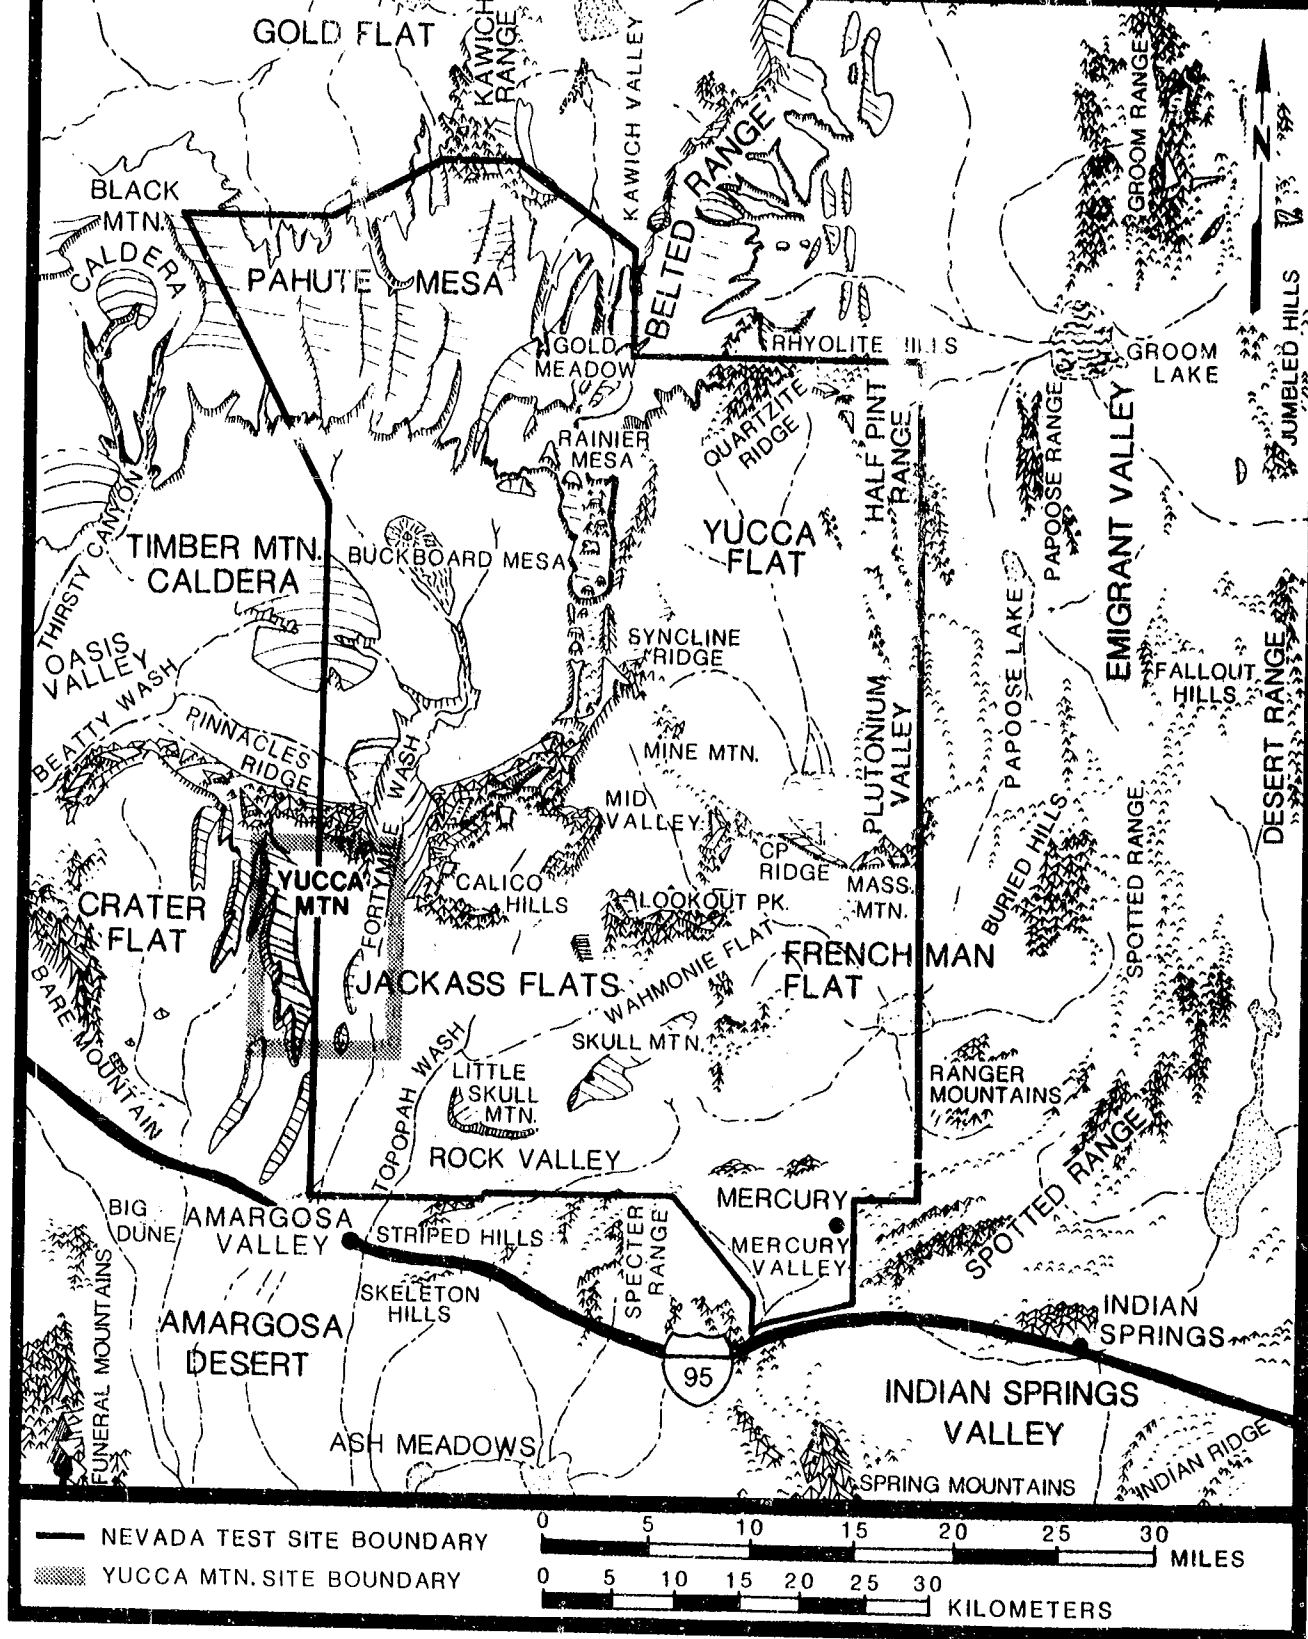 GOLD FLAT
KAWICH
RANGE
KAWICH VALLEY
BELTED RANGE
GROOM RANGE
N
BLACK
MTN.
CALDERA
PAHUTE MESA
GOLD
MEADOW
RHYOLITE HILLS
GROOM
LAKE
JUMBLED HILLS
QUARTZITE
RIDGE
HALF PINT
RANGE
PAPOOSE RANGE
EMIGRANT VALLEY
RAINIER
MESA
THIRSTY CANYON
TIMBER MTN.
CALDERA
BUCKBOARD MESA
YUCCA
FLAT
OASIS
VALLEY
BEATTY WASH
SYNCLINE
RIDGE
PAPOOSE LAKE
FALLOUT
HILLS
DESERT RANGE
PINNACLES
RIDGE
MINE MTN.
PLUTONIUM
VALLEY
MID
VALLEY
CP
RIDGE
MASS.
MTN.
BURIED HILLS
SPOTTED RANGE
CRATER
FLAT
YUCCA
MTN
FORTYMILE WASH
CALICO
HILLS
LOOKOUT PK.
BARE MOUNTAIN
JACKASS FLATS
WAHMONIE FLAT
FRENCHMAN
FLAT
SKULL MTN.
TOPOPAH WASH
LITTLE
SKULL
MTN.
RANGER
MOUNTAINS
ROCK VALLEY
SPOTTED RANGE
BIG
DUNE
AMARGOSA
VALLEY
STRIPED HILLS
SPECTER
RANGE
MERCURY
MERCURY
VALLEY
SKELETON
HILLS
FUNERAL MOUNTAINS
AMARGOSA
DESERT
95
INDIAN
SPRINGS
INDIAN SPRINGS
VALLEY
ASH MEADOWS
SPRING MOUNTAINS
INDIAN RIDGE
NEVADA TEST SITE BOUNDARY
YUCCA MTN. SITE BOUNDARY
0 5 10 15 20 25 30
MILES
0 5 10 15 20 25 30
KILOMETERS